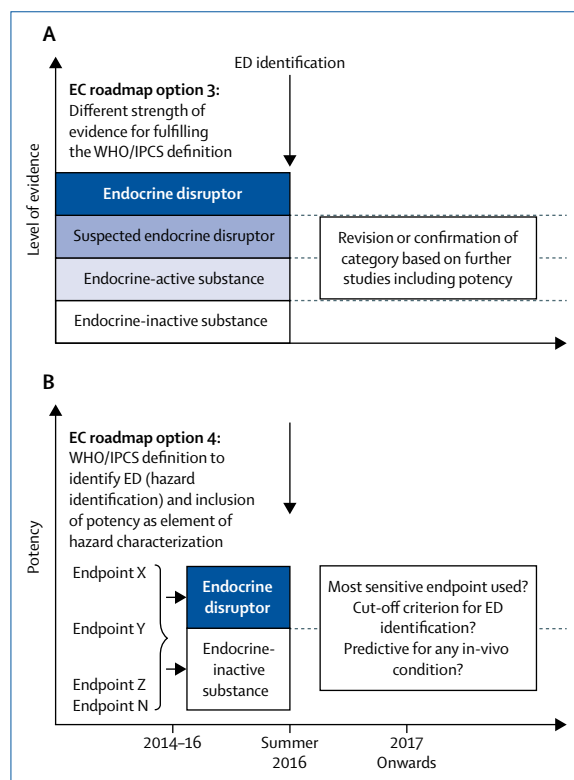 A
ED identification
EC roadmap option 3:
Different strength of
evidence for fulfilling
the WHO/IPCS definition
Level of evidence
Endocrine disruptor
Suspected endocrine disruptor
Endocrine-active substance
Endocrine-inactive substance
Revision or confirmation of
category based on further
studies including potency
B
EC roadmap option 4:
WHO/IPCS definition to
identify ED (hazard
identification) and inclusion
of potency as element of
hazard characterization
Potency
Endpoint X
Endpoint Y
Endpoint Z
Endpoint N
Endocrine
disruptor
Endocrine-
inactive
substance
Most sensitive endpoint used?
Cut-off criterion for ED
identification?
Predictive for any in-vivo
condition?
2014–16
Summer
2016
2017
Onwards